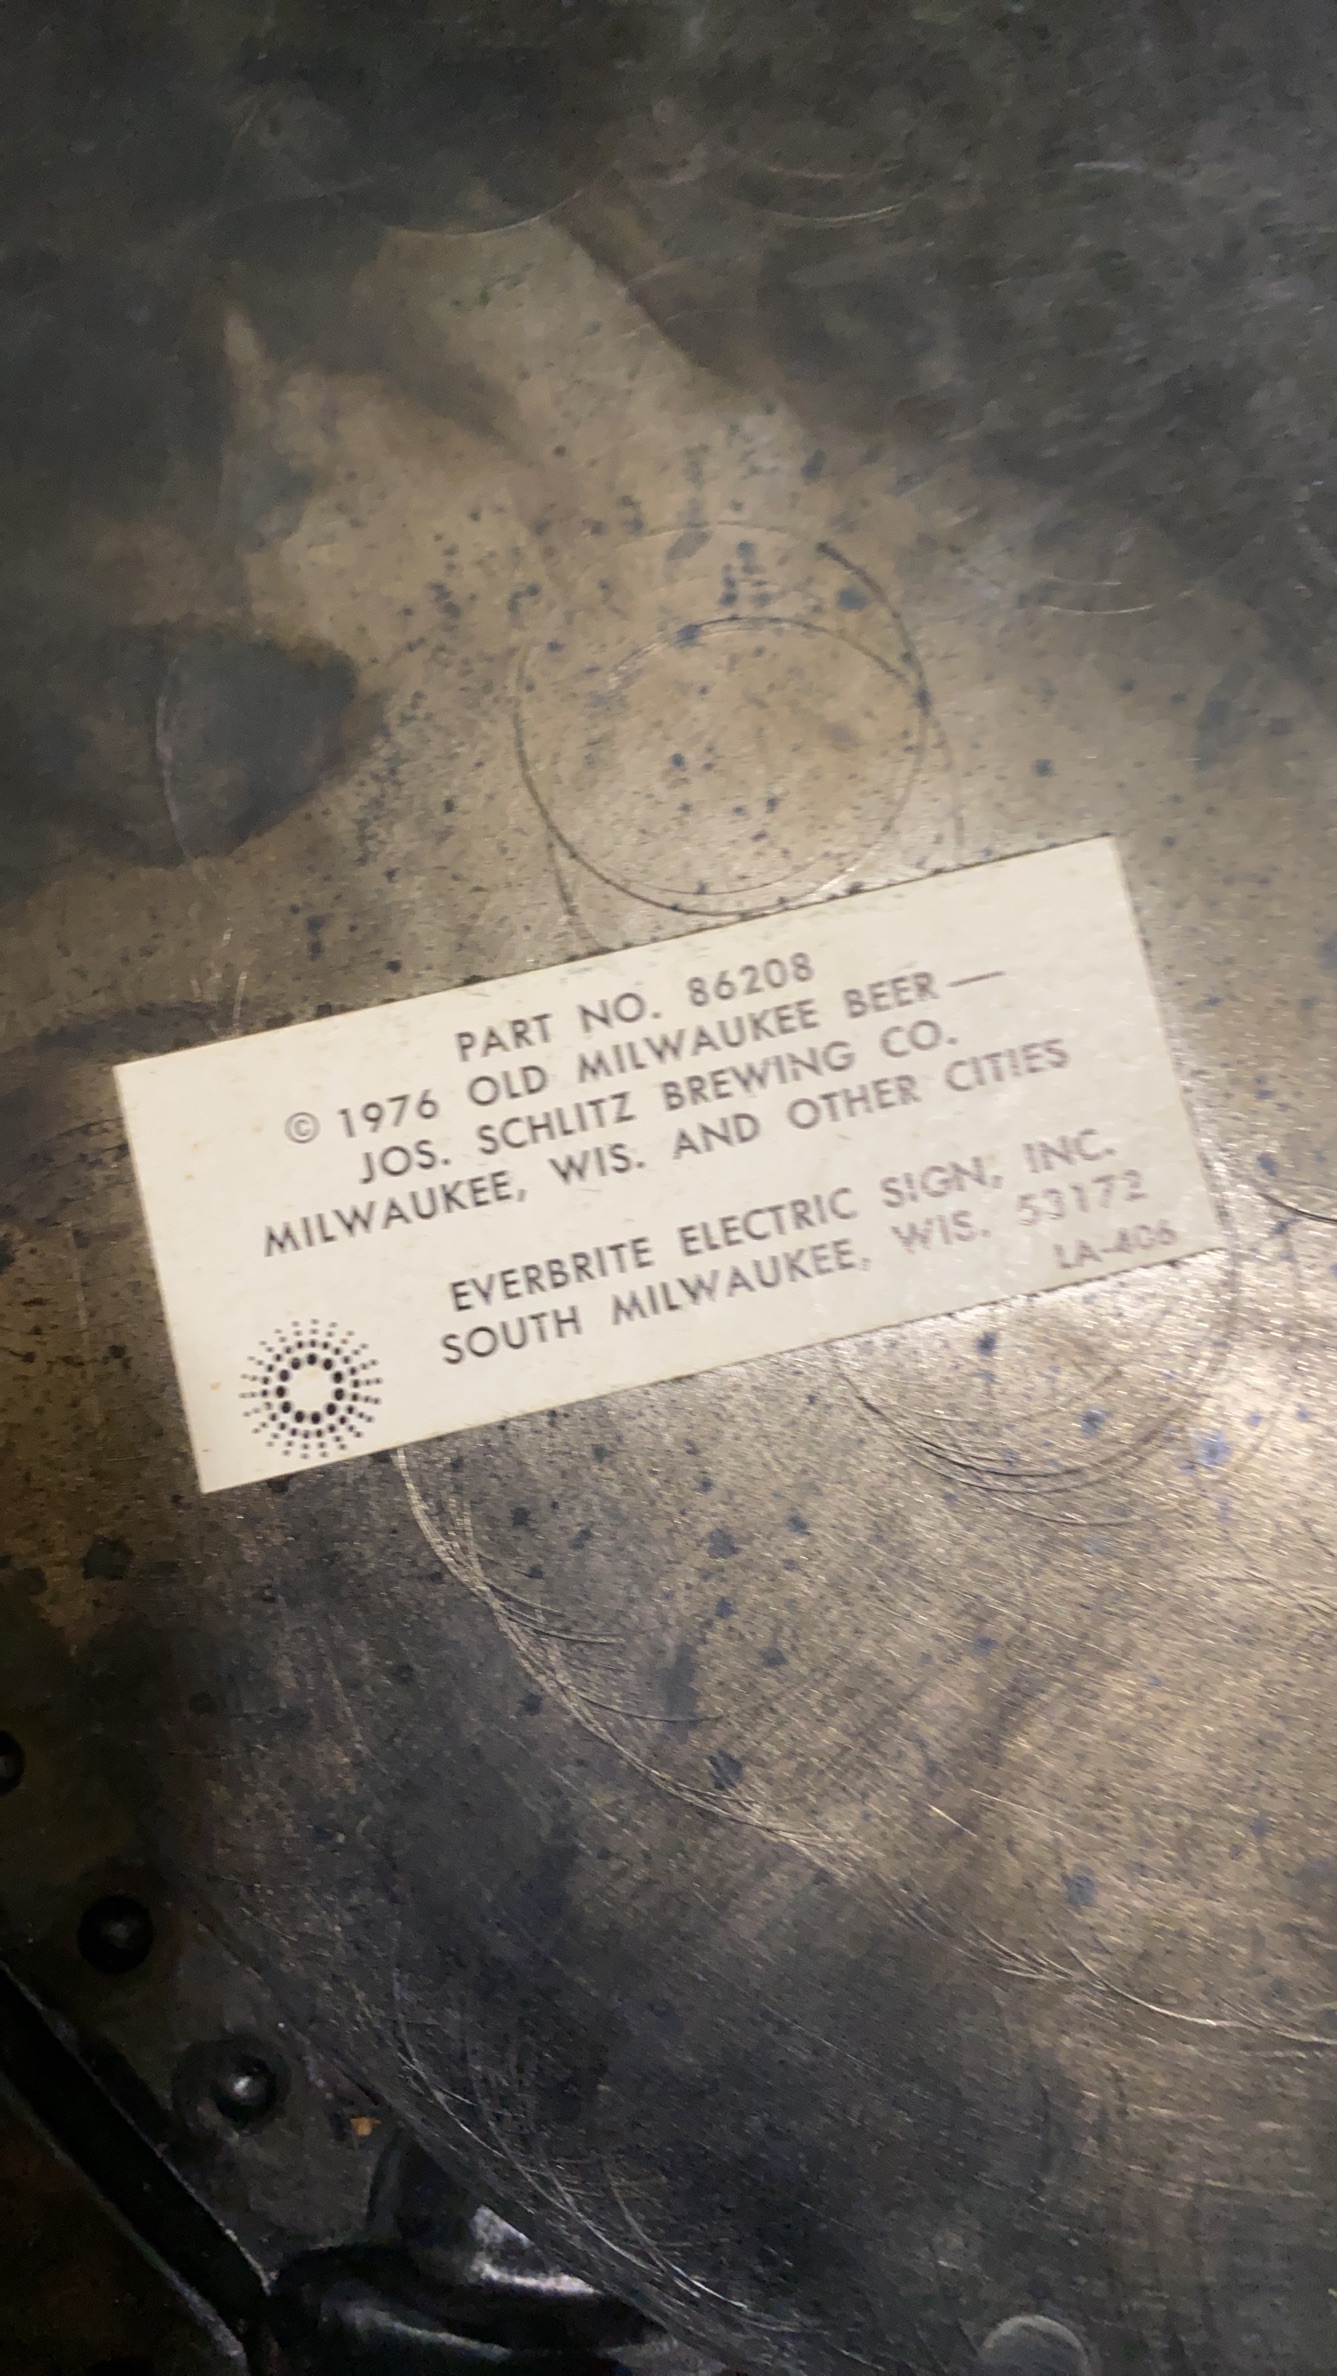 PART NO. 86208
© 1976 OLD MILWAUKEE BEER—
JOS. SCHLITZ BREWING CO.
MILWAUKEE, WIS. AND OTHER CITIES
EVERBRITE ELECTRIC SIGN, INC.
SOUTH MILWAUKEE, WIS. 53172
LA-406